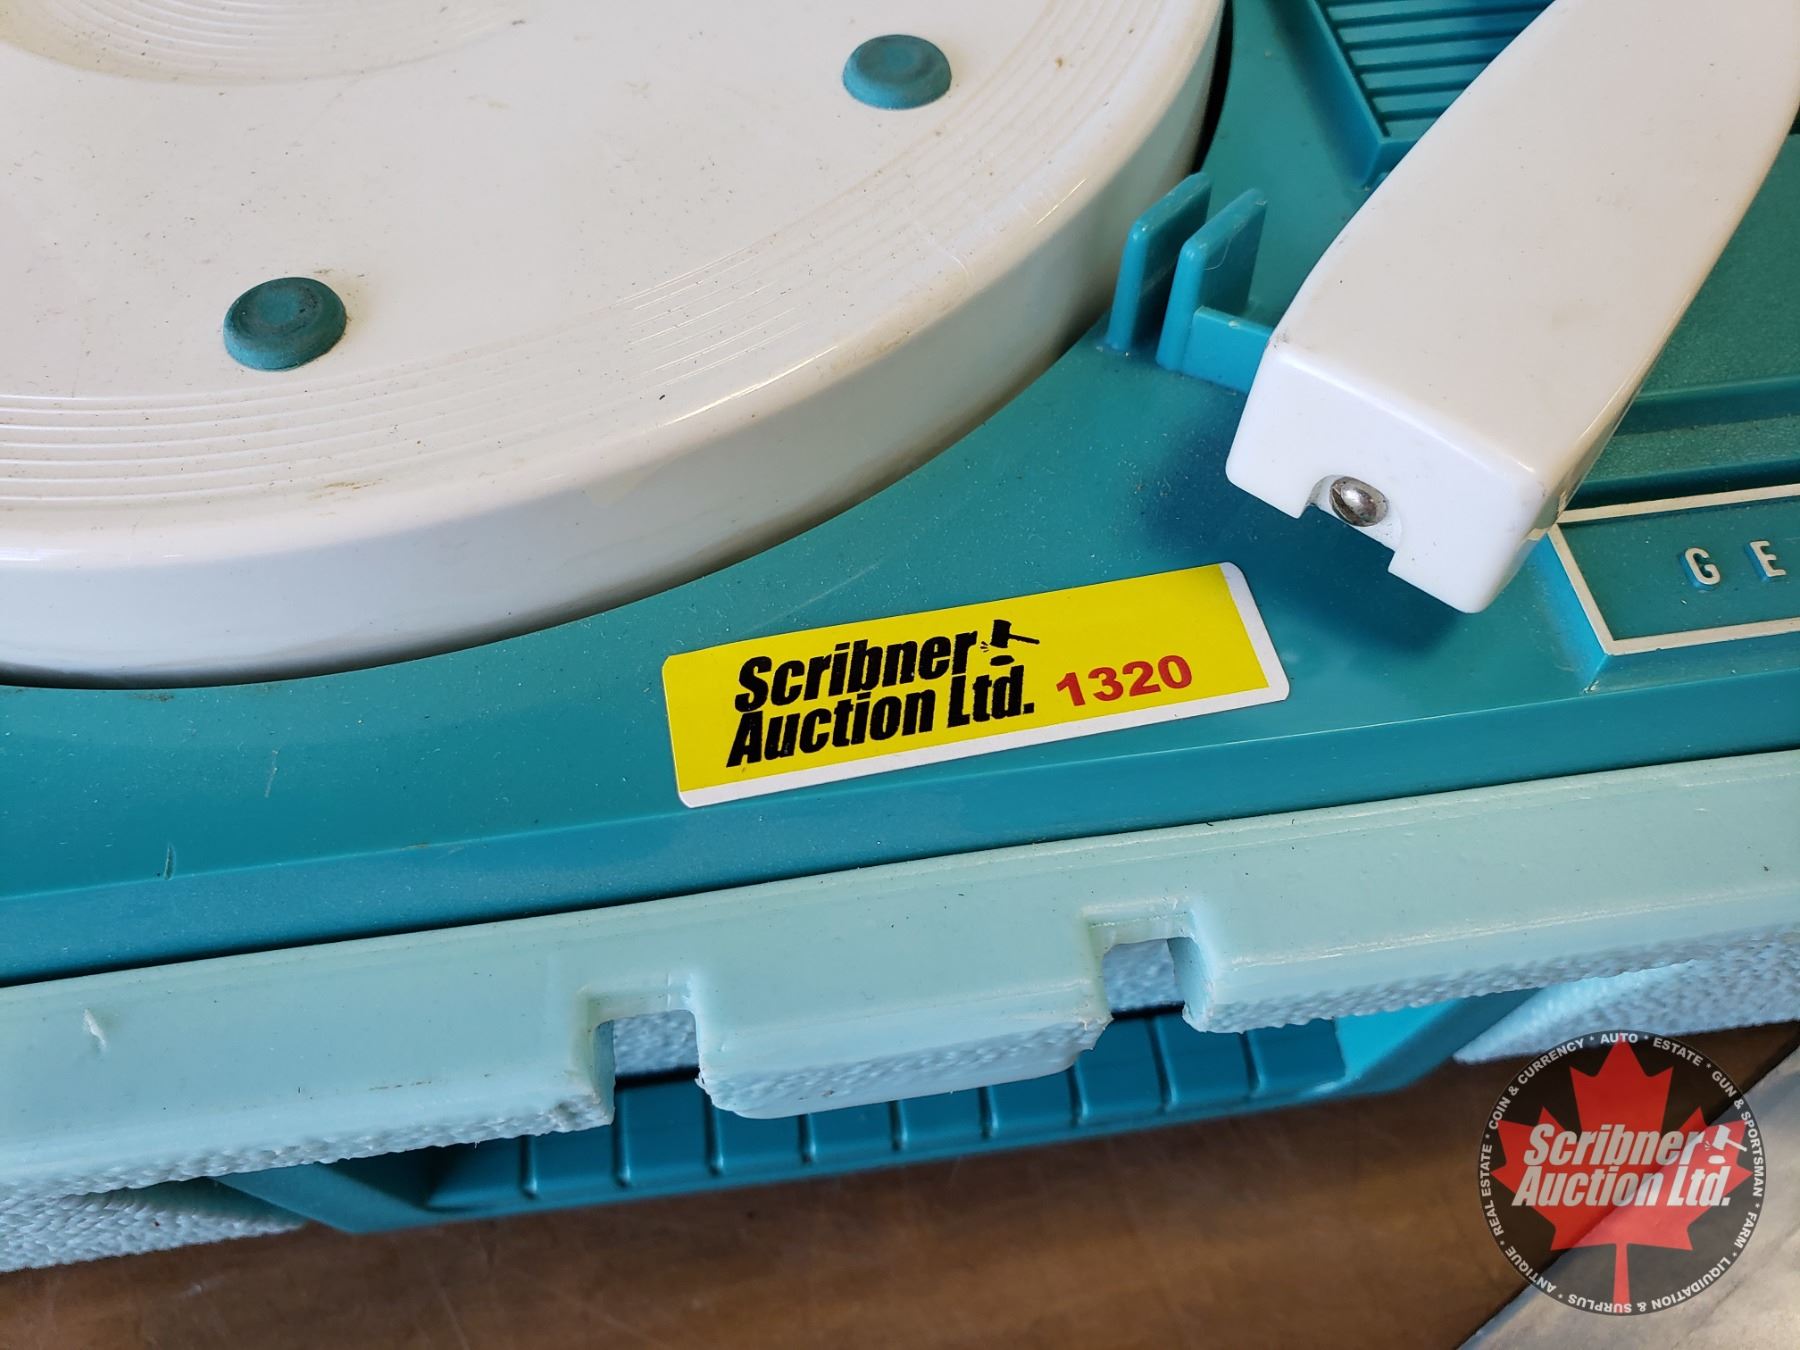 GE
Scribner
Auction Ltd. 1320
COIN & CURRENCY * AUTO * ESTATE * GUN & SPORTSMAN * FARM * LIQUIDATION & SURPLUS * ANTIQUE * REAL ESTATE *
Scribner
Auction Ltd.